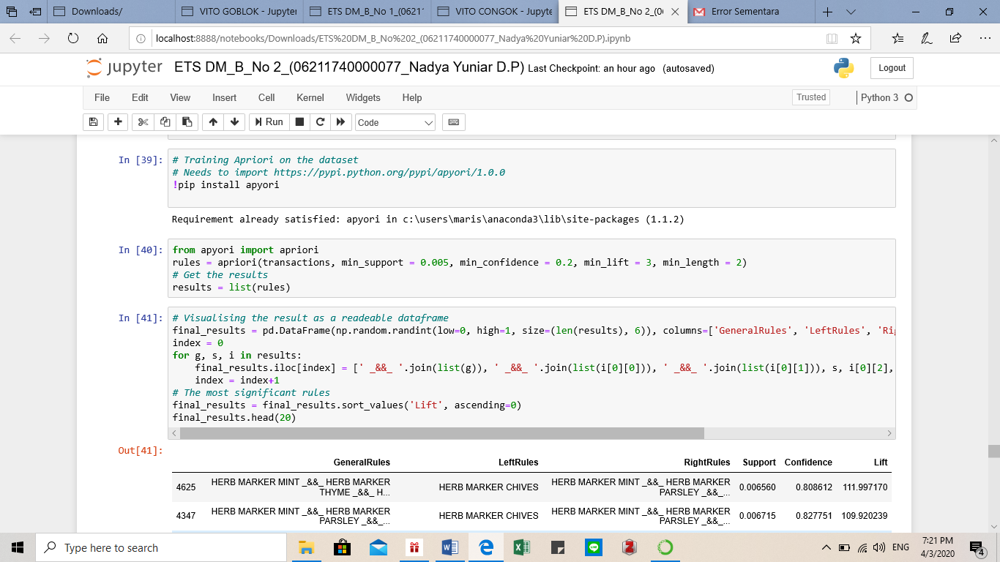 Downloads/
VITO GOBLOK - Jupyter
ETS DM_B_No 1_(0621
VITO CONGOK - Jupyte
ETS DM_B_No 2_(0
Error Sementara
localhost:8888/notebooks/Downloads/ETS%20DM_B_No%202_(06211740000077_Nadya%20Yuniar%20D.P).ipynb
jupyter ETS DM_B_No 2_(06211740000077_Nadya Yuniar D.P) Last Checkpoint: an hour ago (autosaved)
Logout
File Edit View Insert Cell Kernel Widgets Help
Trusted
Python 3
Run
Code
In [39]:
# Training Apriori on the dataset
# Needs to import https://pypi.python.org/pypi/apyori/1.0.0
!pip install apyori
Requirement already satisfied: apyori in c:\users\maris\anaconda3\lib\site-packages (1.1.2)
In [40]:
from apyori import apriori
rules = apriori(transactions, min_support = 0.005, min_confidence = 0.2, min_lift = 3, min_length = 2)
# Get the results
results = list(rules)
In [41]:
# Visualising the result as a readeable dataframe
final_results = pd.DataFrame(np.random.randint(low=0, high=1, size=(len(results), 6)), columns=['GeneralRules', 'LeftRules', 'Ri
index = 0
for g, s, i in results:
    final_results.iloc[index] = [' _&&_ '.join(list(g)), ' _&&_ '.join(list(i[0][0])), ' _&&_ '.join(list(i[0][1])), s, i[0][2],
    index = index+1
# The most significant rules
final_results = final_results.sort_values('Lift', ascending=0)
final_results.head(20)
Out[41]:
GeneralRules LeftRules RightRules Support Confidence Lift
4625 HERB MARKER MINT _&&_ HERB MARKER THYME _&&_ H... HERB MARKER CHIVES HERB MARKER MINT _&&_ HERB MARKER PARSLEY _&&_... 0.006560 0.808612 111.997170
4347 HERB MARKER MINT _&&_ HERB MARKER PARSLEY _&&_... HERB MARKER CHIVES HERB MARKER MINT _&&_ HERB MARKER PARSLEY _&&_... 0.006715 0.827751 109.920239
Type here to search
ENG
7:21 PM
4/3/2020
4